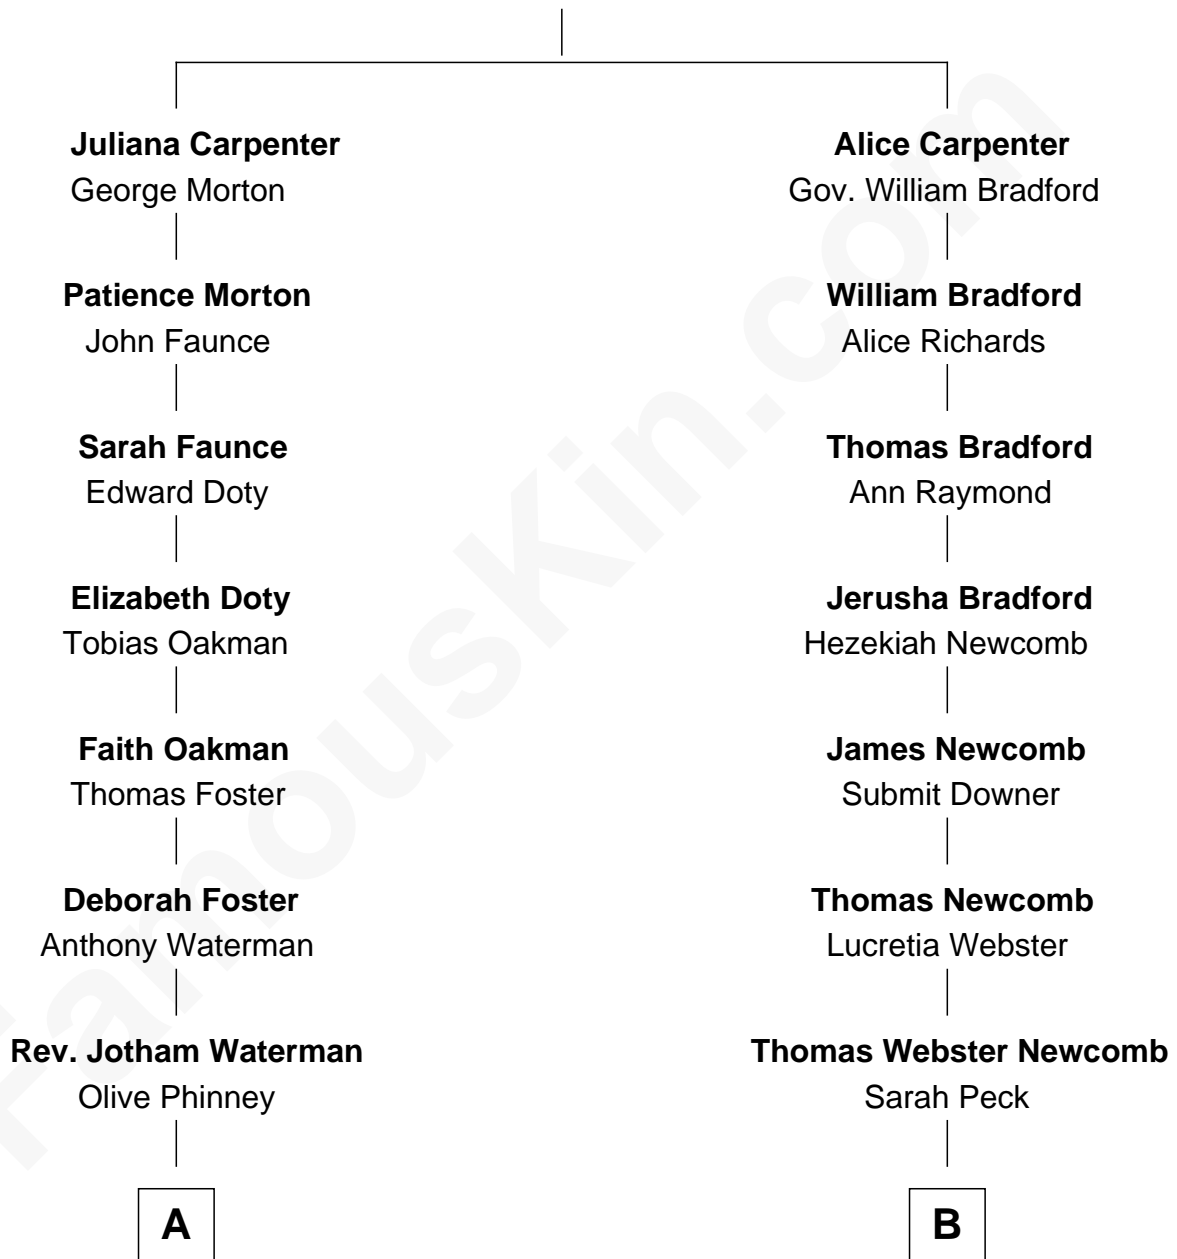 Juliana Carpenter
George Morton
Patience Morton
John Faunce
Sarah Faunce
Edward Doty
Elizabeth Doty
Tobias Oakman
Faith Oakman
Thomas Foster
Deborah Foster
Anthony Waterman
Rev. Jotham Waterman
Olive Phinney
A
Alice Carpenter
Gov. William Bradford
William Bradford
Alice Richards
Thomas Bradford
Ann Raymond
Jerusha Bradford
Hezekiah Newcomb
James Newcomb
Submit Downer
Thomas Newcomb
Lucretia Webster
Thomas Webster Newcomb
Sarah Peck
B
FamousKin.com